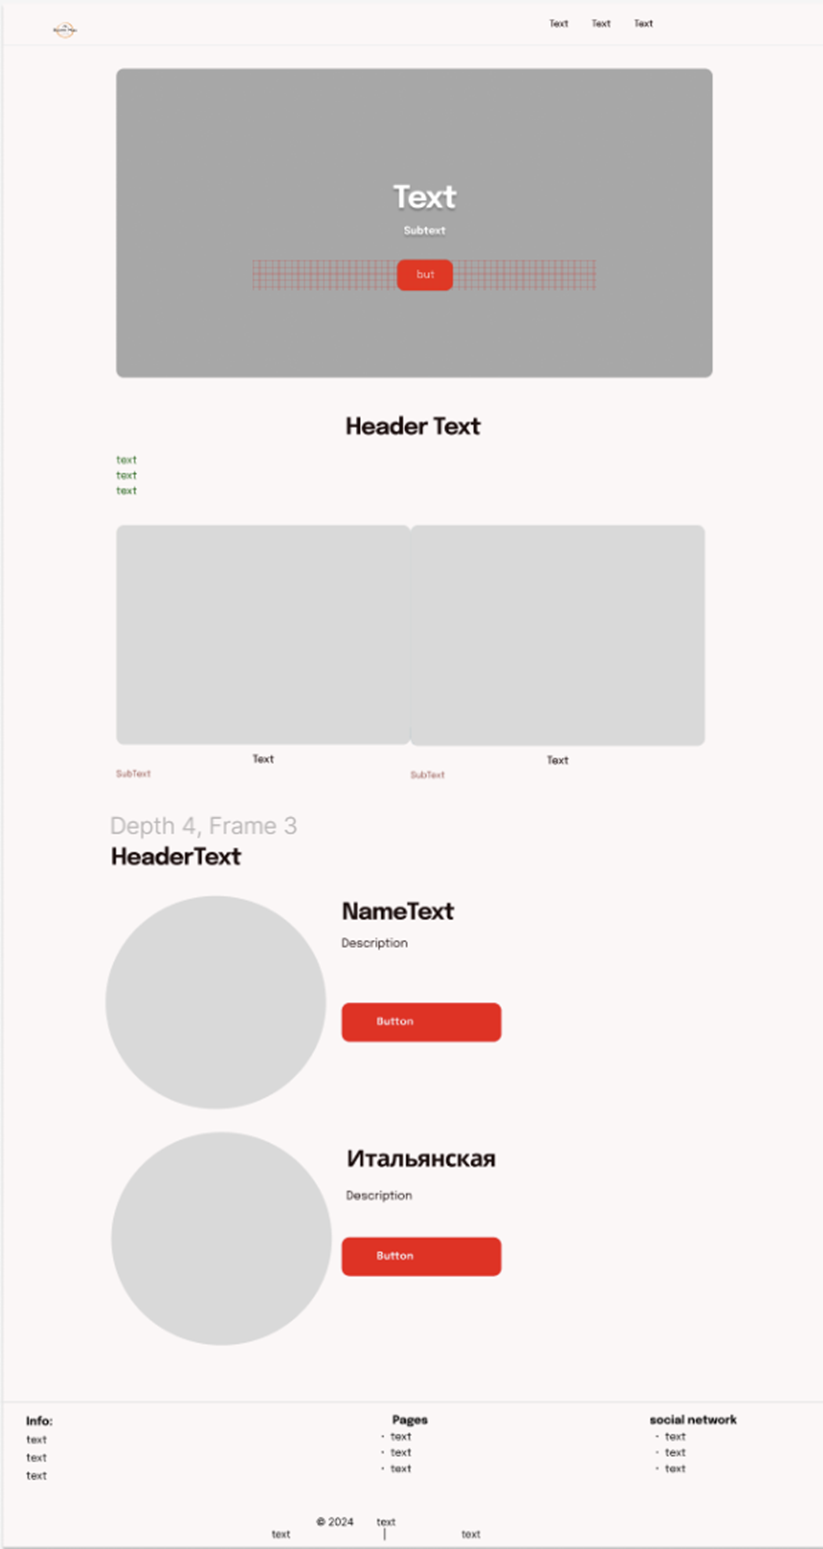 Text Text Text
Text
Subtext
but
Header Text
text
text
text
Text
SubText
Text
SubText
Depth 4, Frame 3
HeaderText
NameText
Description
Button
Итальянская
Description
Button
Info:
text
text
text
Pages
· text
· text
· text
social network
· text
· text
· text
© 2024 text
text | text